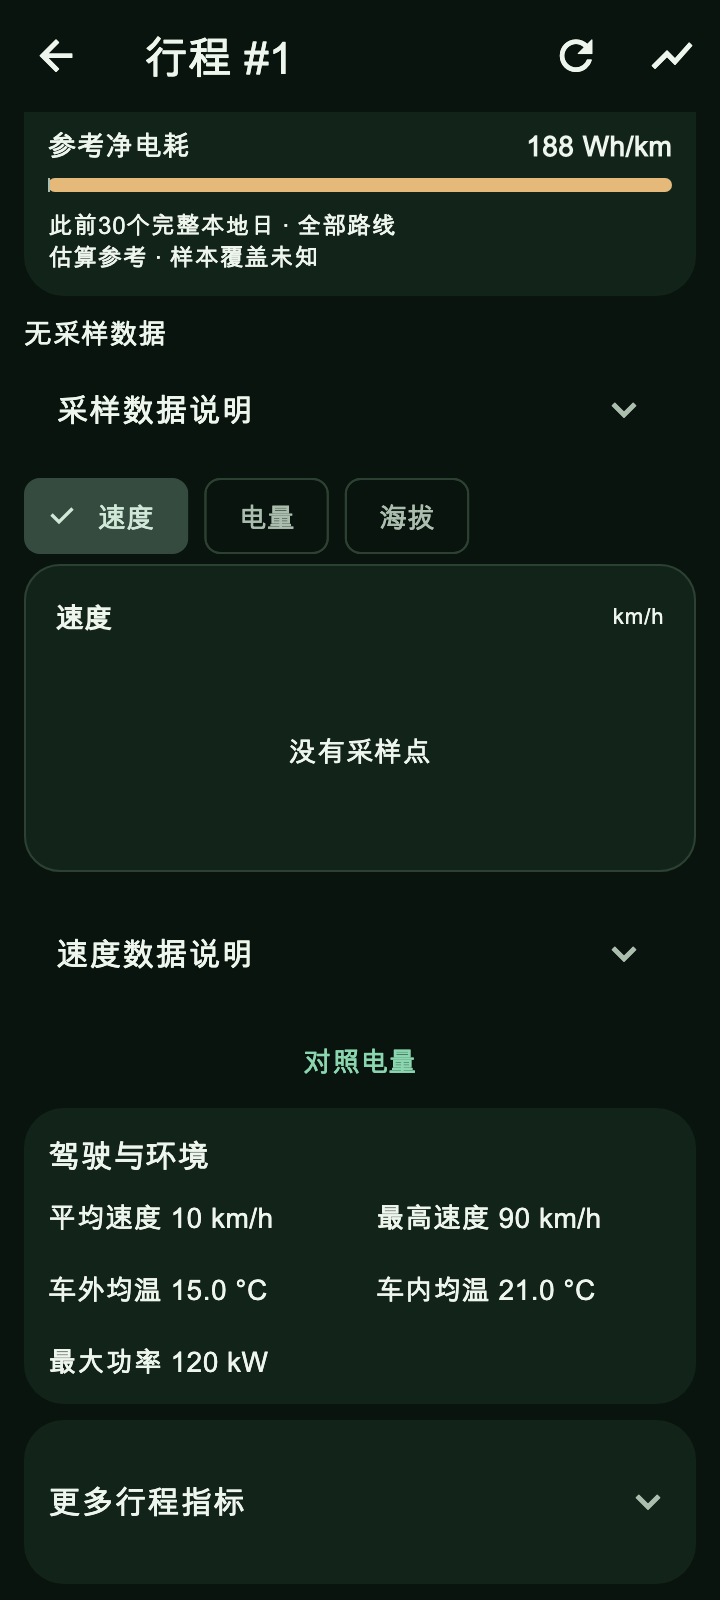 行程 #1
参考净电耗 188 Wh/km
此前30个完整本地日 · 全部路线
估算参考 · 样本覆盖未知
无采样数据
采样数据说明
速度 电量 海拔
速度 km/h
没有采样点
速度数据说明
对照电量
驾驶与环境
平均速度 10 km/h 最高速度 90 km/h
车外均温 15.0 °C 车内均温 21.0 °C
最大功率 120 kW
更多行程指标